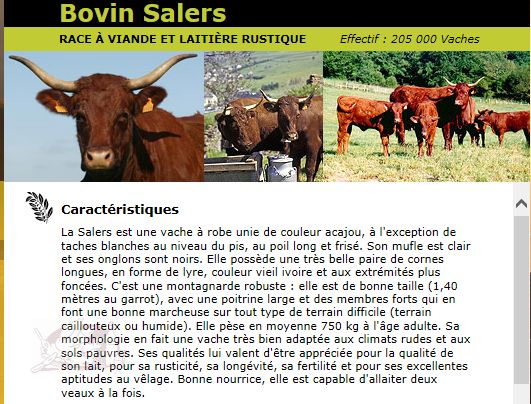 Bovin Salers
RACE À VIANDE ET LAITIÈRE RUSTIQUE Effectif : 205 000 Vaches
Caractéristiques
La Salers est une vache à robe unie de couleur acajou, à l'exception de
taches blanches au niveau du pis, au poil long et frisé. Son mufle est clair
et ses onglons sont noirs. Elle possède une très belle paire de cornes
longues, en forme de lyre, couleur vieil ivoire et aux extrémités plus
foncées. C'est une montagnarde robuste : elle est de bonne taille (1,40
mètres au garrot), avec une poitrine large et des membres forts qui en
font une bonne marcheuse sur tout type de terrain difficile (terrain
caillouteux ou humide). Elle pèse en moyenne 750 kg à l'âge adulte. Sa
morphologie en fait une vache très bien adaptée aux climats rudes et aux
sols pauvres. Ses qualités lui valent d'être appréciée pour la qualité de
son lait, pour sa rusticité, sa longévité, sa fertilité et pour ses excellentes
aptitudes au vêlage. Bonne nourrice, elle est capable d'allaiter deux
veaux à la fois.